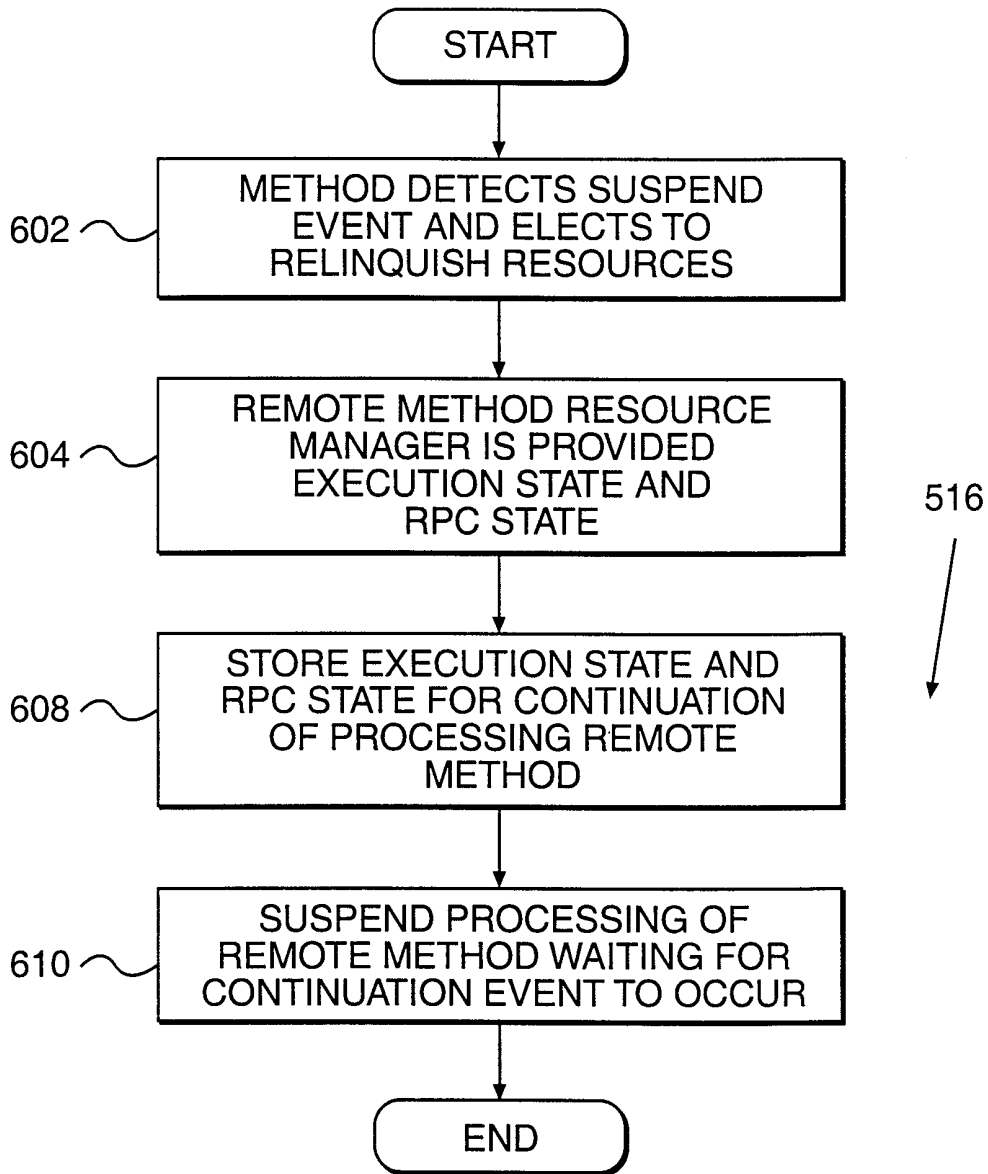 START
602
METHOD DETECTS SUSPEND
EVENT AND ELECTS TO
RELINQUISH RESOURCES
604
REMOTE METHOD RESOURCE
MANAGER IS PROVIDED
EXECUTION STATE AND
RPC STATE
516
608
STORE EXECUTION STATE AND
RPC STATE FOR CONTINUATION
OF PROCESSING REMOTE
METHOD
610
SUSPEND PROCESSING OF
REMOTE METHOD WAITING FOR
CONTINUATION EVENT TO OCCUR
END